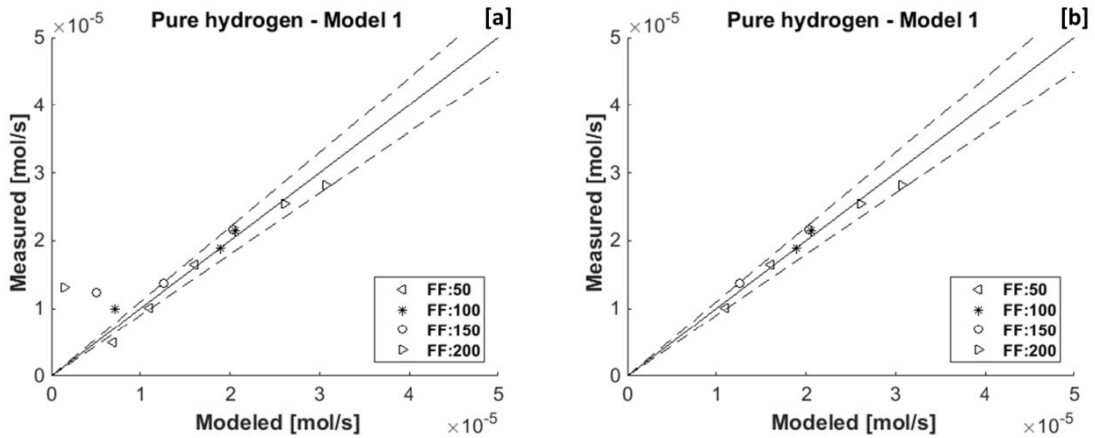 Pure hydrogen - Model 1 [a]
×10⁻⁵
5
4
3
2
1
0
Measured [mol/s]
0 1 2 3 4 5
Modeled [mol/s] ×10⁻⁵
FF:50
FF:100
FF:150
FF:200
Pure hydrogen - Model 1 [b]
×10⁻⁵
5
4
3
2
1
0
Measured [mol/s]
0 1 2 3 4 5
Modeled [mol/s] ×10⁻⁵
FF:50
FF:100
FF:150
FF:200